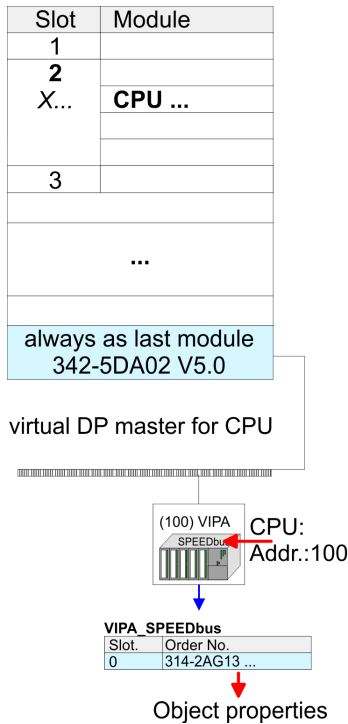 Slot Module
1
2
X... CPU ...
3
...
always as last module
342-5DA02 V5.0
virtual DP master for CPU
(100) VIPA
SPEEDbus
CPU:
Addr.:100
VIPA_SPEEDbus
Slot. Order No.
0 314-2AG13 ...
Object properties